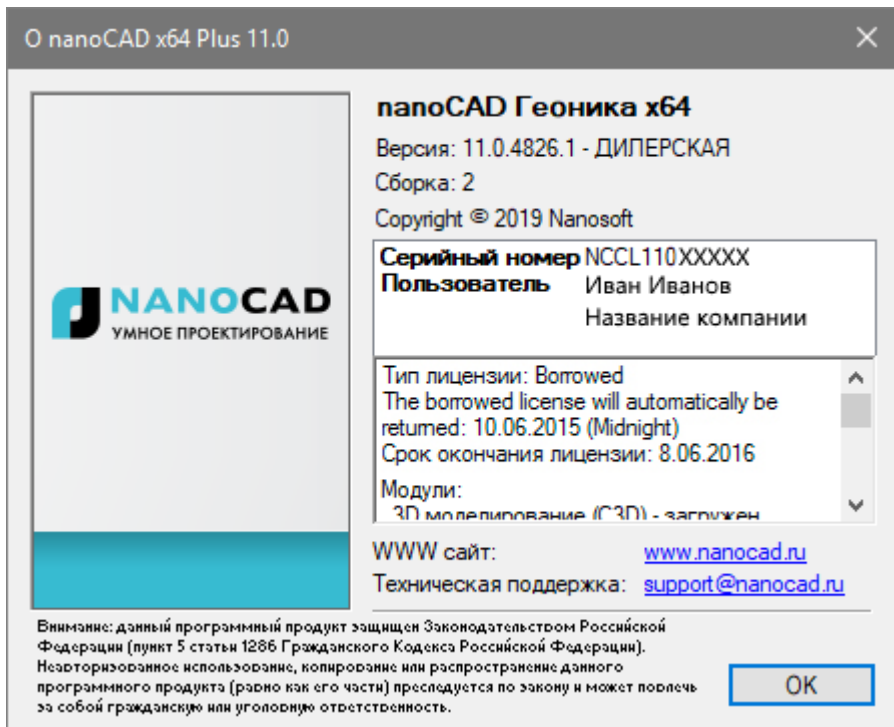 О nanoCAD x64 Plus 11.0
NANOCAD
УМНОЕ ПРОЕКТИРОВАНИЕ
nanoCAD Геоника x64
Версия: 11.0.4826.1 - ДИЛЕРСКАЯ
Сборка: 2
Copyright © 2019 Nanosoft
Серийный номер NCCL110XXXXX
Пользователь Иван Иванов
Название компании
Тип лицензии: Borrowed
The borrowed license will automatically be
returned: 10.06.2015 (Midnight)
Срок окончания лицензии: 8.06.2016
Модули:
3D моделирование (C3D) - загружен
WWW сайт: www.nanocad.ru
Техническая поддержка: support@nanocad.ru
Внимание: данный программный продукт защищен Законодательством Российской
Федерации (пункт 5 статьи 1286 Гражданского Кодекса Российской Федерации).
Неавторизованное использование, копирование или распространение данного
программного продукта (равно как его части) преследуется по закону и может повлечь
за собой гражданскую или уголовную ответственность.
OK